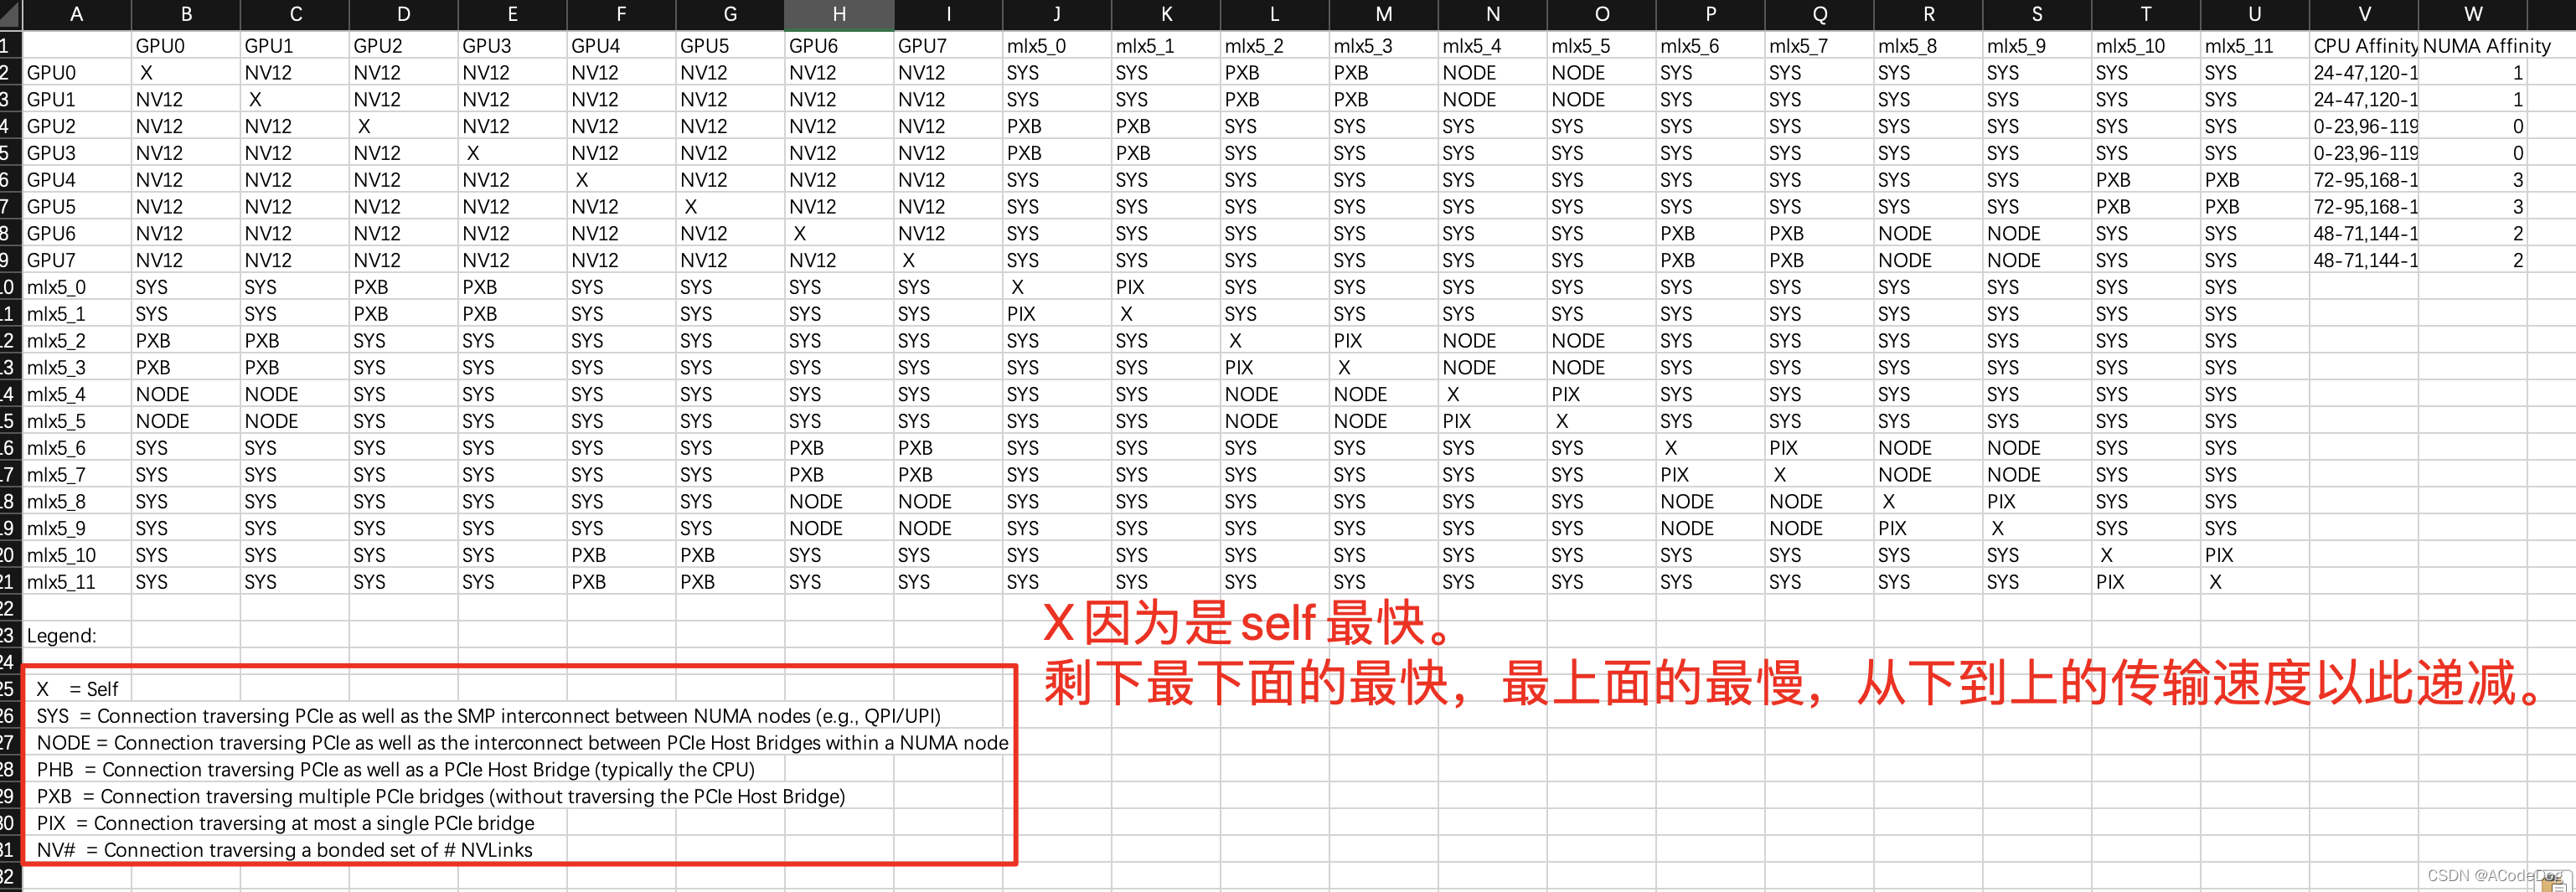 A B C D E F G H I J K L M N O P Q R S T U V W
1 GPU0 GPU1 GPU2 GPU3 GPU4 GPU5 GPU6 GPU7 mlx5_0 mlx5_1 mlx5_2 mlx5_3 mlx5_4 mlx5_5 mlx5_6 mlx5_7 mlx5_8 mlx5_9 mlx5_10 mlx5_11 CPU Affinity NUMA Affinity
2 GPU0 X NV12 NV12 NV12 NV12 NV12 NV12 NV12 SYS SYS PXB PXB NODE NODE SYS SYS SYS SYS SYS SYS 24-47,120-1 1
3 GPU1 NV12 X NV12 NV12 NV12 NV12 NV12 NV12 SYS SYS PXB PXB NODE NODE SYS SYS SYS SYS SYS SYS 24-47,120-1 1
4 GPU2 NV12 NV12 X NV12 NV12 NV12 NV12 NV12 PXB PXB SYS SYS SYS SYS SYS SYS SYS SYS SYS SYS 0-23,96-119 0
5 GPU3 NV12 NV12 NV12 X NV12 NV12 NV12 NV12 PXB PXB SYS SYS SYS SYS SYS SYS SYS SYS SYS SYS 0-23,96-119 0
6 GPU4 NV12 NV12 NV12 NV12 X NV12 NV12 NV12 SYS SYS SYS SYS SYS SYS SYS SYS SYS SYS PXB PXB 72-95,168-1 3
7 GPU5 NV12 NV12 NV12 NV12 NV12 X NV12 NV12 SYS SYS SYS SYS SYS SYS SYS SYS SYS SYS PXB PXB 72-95,168-1 3
8 GPU6 NV12 NV12 NV12 NV12 NV12 NV12 X NV12 SYS SYS SYS SYS SYS SYS PXB PXB NODE NODE SYS SYS 48-71,144-1 2
9 GPU7 NV12 NV12 NV12 NV12 NV12 NV12 NV12 X SYS SYS SYS SYS SYS SYS PXB PXB NODE NODE SYS SYS 48-71,144-1 2
10 mlx5_0 SYS SYS PXB PXB SYS SYS SYS SYS X PIX SYS SYS SYS SYS SYS SYS SYS SYS SYS SYS
11 mlx5_1 SYS SYS PXB PXB SYS SYS SYS SYS PIX X SYS SYS SYS SYS SYS SYS SYS SYS SYS SYS
12 mlx5_2 PXB PXB SYS SYS SYS SYS SYS SYS SYS SYS X PIX NODE NODE SYS SYS SYS SYS SYS SYS
13 mlx5_3 PXB PXB SYS SYS SYS SYS SYS SYS SYS SYS PIX X NODE NODE SYS SYS SYS SYS SYS SYS
14 mlx5_4 NODE NODE SYS SYS SYS SYS SYS SYS SYS SYS NODE NODE X PIX SYS SYS SYS SYS SYS SYS
15 mlx5_5 NODE NODE SYS SYS SYS SYS SYS SYS SYS SYS NODE NODE PIX X SYS SYS SYS SYS SYS SYS
16 mlx5_6 SYS SYS SYS SYS SYS SYS PXB PXB SYS SYS SYS SYS SYS SYS X PIX NODE NODE SYS SYS
17 mlx5_7 SYS SYS SYS SYS SYS SYS PXB PXB SYS SYS SYS SYS SYS SYS PIX X NODE NODE SYS SYS
18 mlx5_8 SYS SYS SYS SYS SYS SYS NODE NODE SYS SYS SYS SYS SYS SYS NODE NODE X PIX SYS SYS
19 mlx5_9 SYS SYS SYS SYS SYS SYS NODE NODE SYS SYS SYS SYS SYS SYS NODE NODE PIX X SYS SYS
20 mlx5_10 SYS SYS SYS SYS PXB PXB SYS SYS SYS SYS SYS SYS SYS SYS SYS SYS SYS SYS X PIX
21 mlx5_11 SYS SYS SYS SYS PXB PXB SYS SYS SYS SYS SYS SYS SYS SYS SYS SYS SYS SYS PIX X
22
X因为是self最快。
23 Legend:
24
剩下最下面的最快，最上面的最慢，从下到上的传输速度以此递减。
25 X = Self
26 SYS = Connection traversing PCIe as well as the SMP interconnect between NUMA nodes (e.g., QPI/UPI)
27 NODE = Connection traversing PCIe as well as the interconnect between PCIe Host Bridges within a NUMA node
28 PHB = Connection traversing PCIe as well as a PCIe Host Bridge (typically the CPU)
29 PXB = Connection traversing multiple PCIe bridges (without traversing the PCIe Host Bridge)
30 PIX = Connection traversing at most a single PCIe bridge
31 NV# = Connection traversing a bonded set of # NVLinks
32
CSDN @ACodeDog